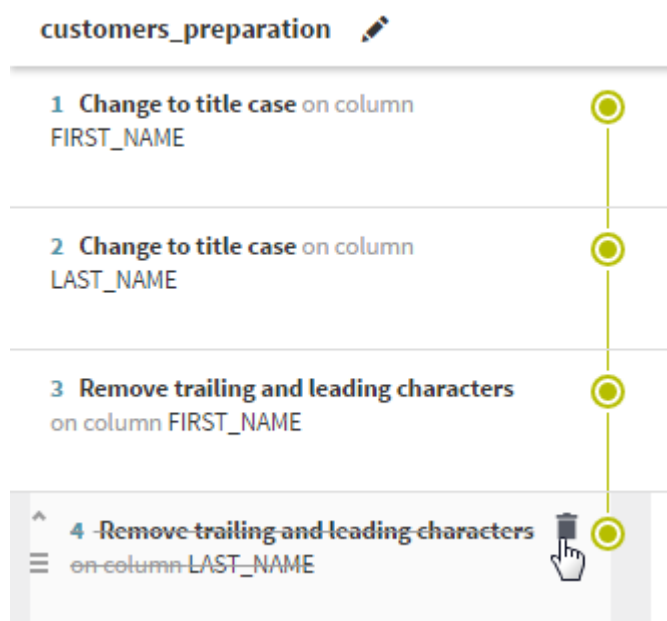 customers_preparation
1 Change to title case on column
FIRST_NAME
2 Change to title case on column
LAST_NAME
3 Remove trailing and leading characters
on column FIRST_NAME
4 Remove trailing and leading characters
on column LAST_NAME